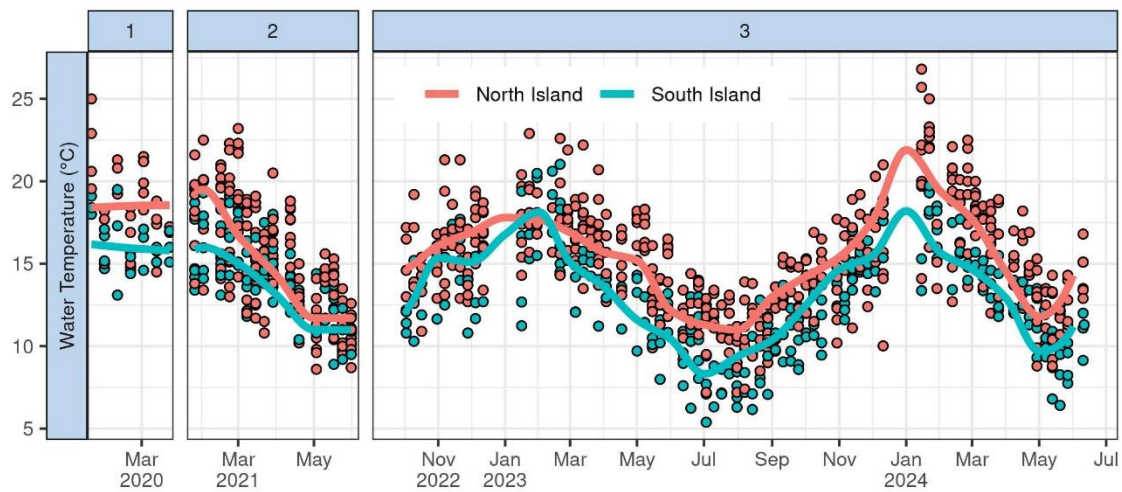 1 2 3
North Island South Island
Water Temperature (°C)
25
20
15
10
5
Mar Mar May Nov Jan Mar May Jul Sep Nov Jan Mar May Jul
2020 2021 2022 2023 2024